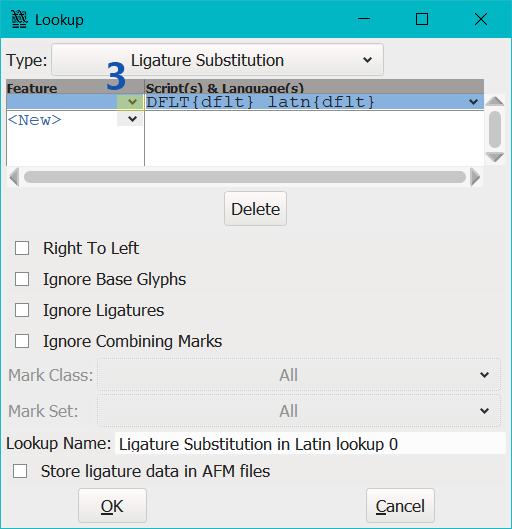 Lookup
Type: Ligature Substitution
3
Feature Script(s) & Language(s)
DFLT{dflt} latn{dflt}
<New>
Delete
Right To Left
Ignore Base Glyphs
Ignore Ligatures
Ignore Combining Marks
Mark Class: All
Mark Set: All
Lookup Name: Ligature Substitution in Latin lookup 0
Store ligature data in AFM files
OK Cancel